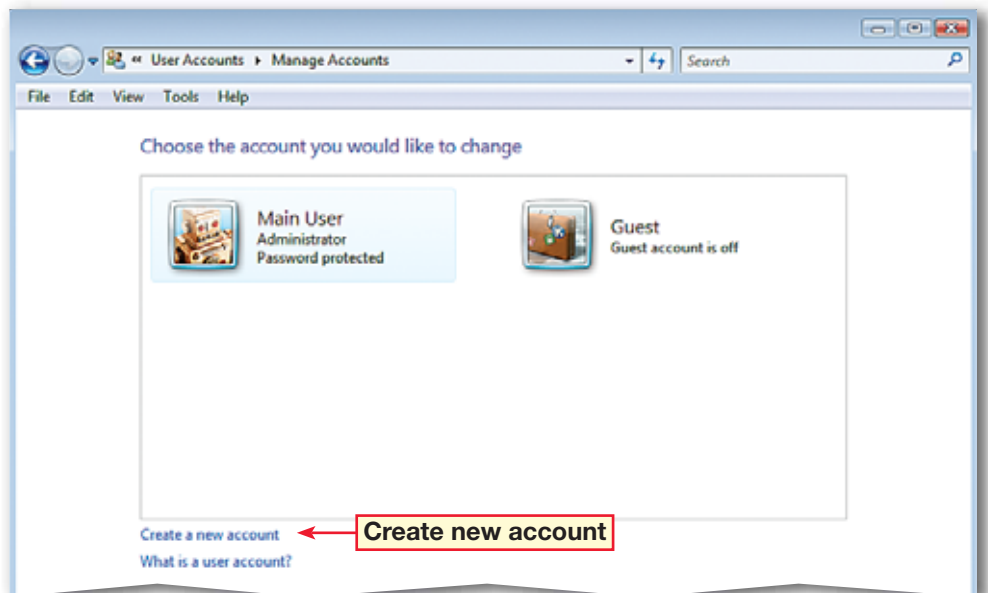 « User Accounts ▸ Manage Accounts
Search
File Edit View Tools Help
Choose the account you would like to change
Main User
Administrator
Password protected
Guest
Guest account is off
Create a new account
Create new account
What is a user account?